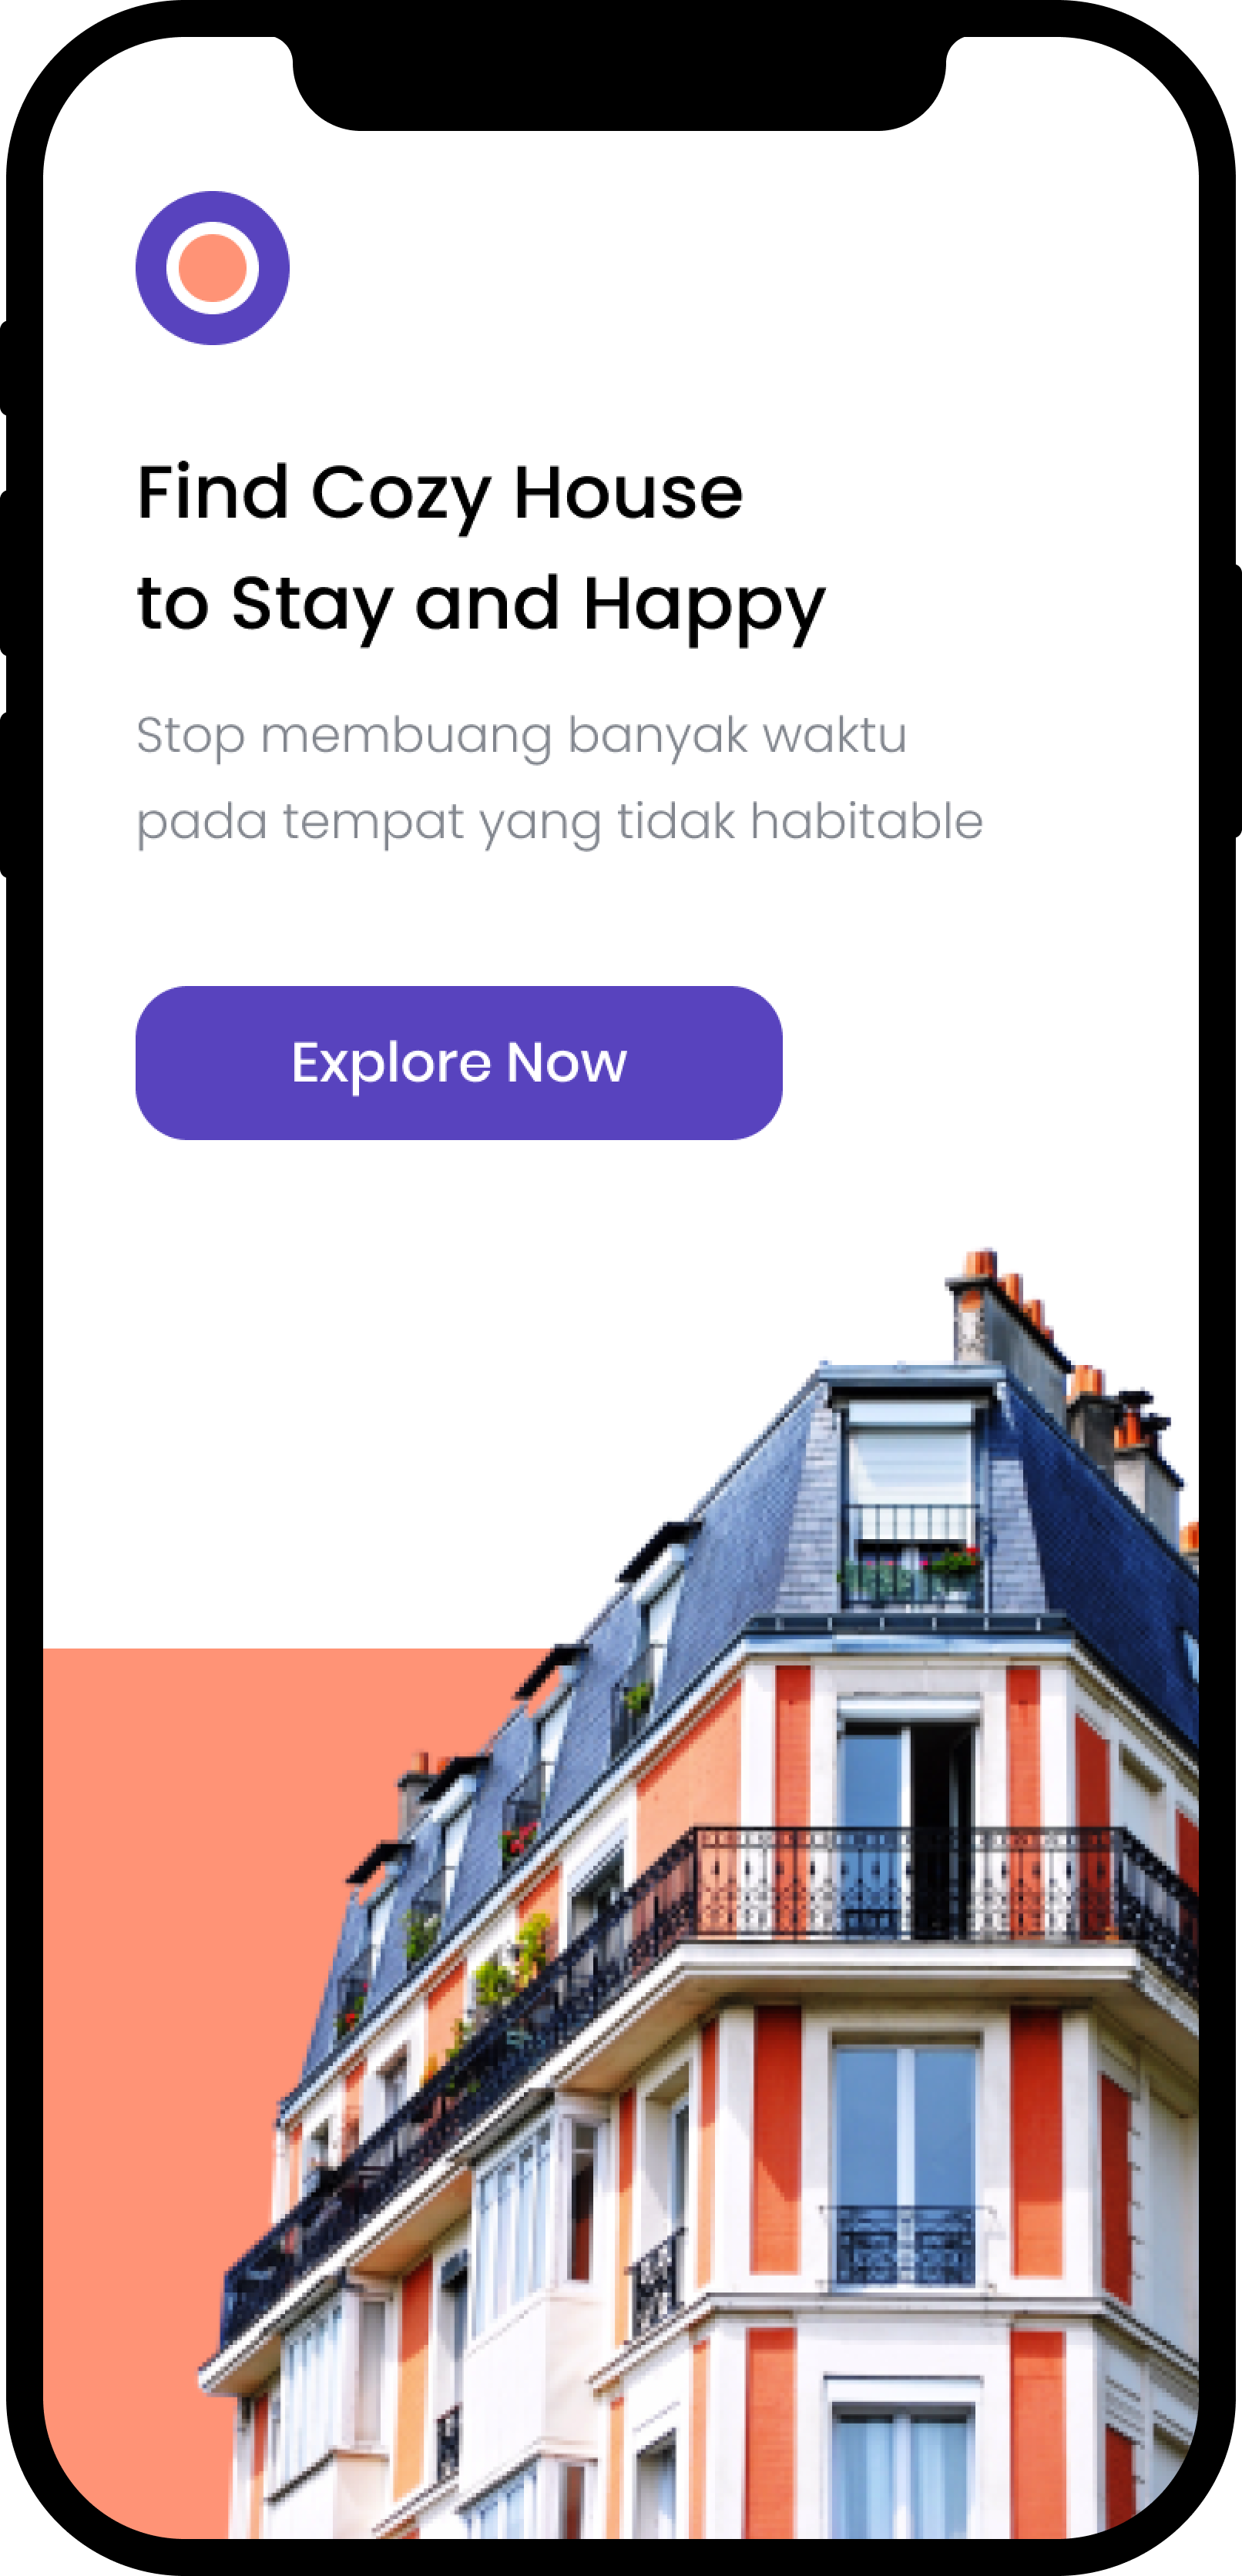 Find Cozy House
to Stay and Happy
Stop membuang banyak waktu
pada tempat yang tidak habitable
Explore Now